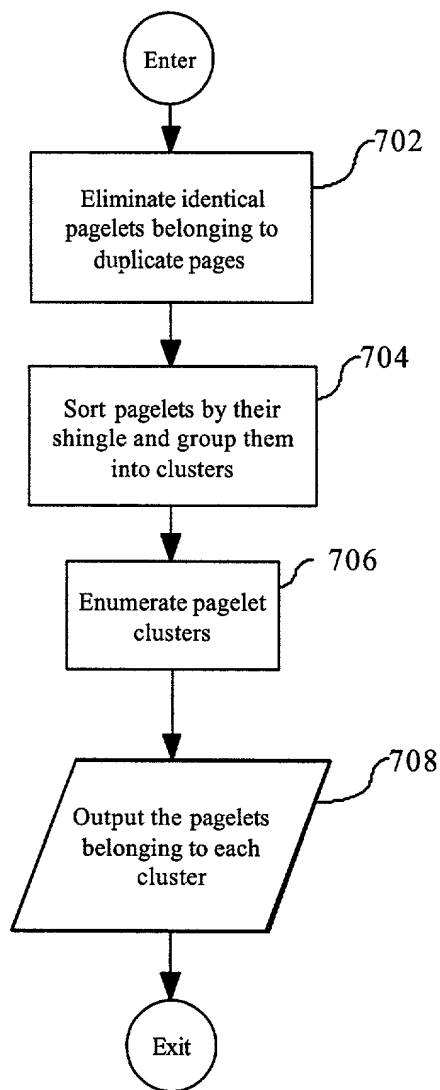 Enter
702
Eliminate identical
pagelets belonging to
duplicate pages
704
Sort pagelets by their
shingle and group them
into clusters
706
Enumerate pagelet
clusters
708
Output the pagelets
belonging to each
cluster
Exit